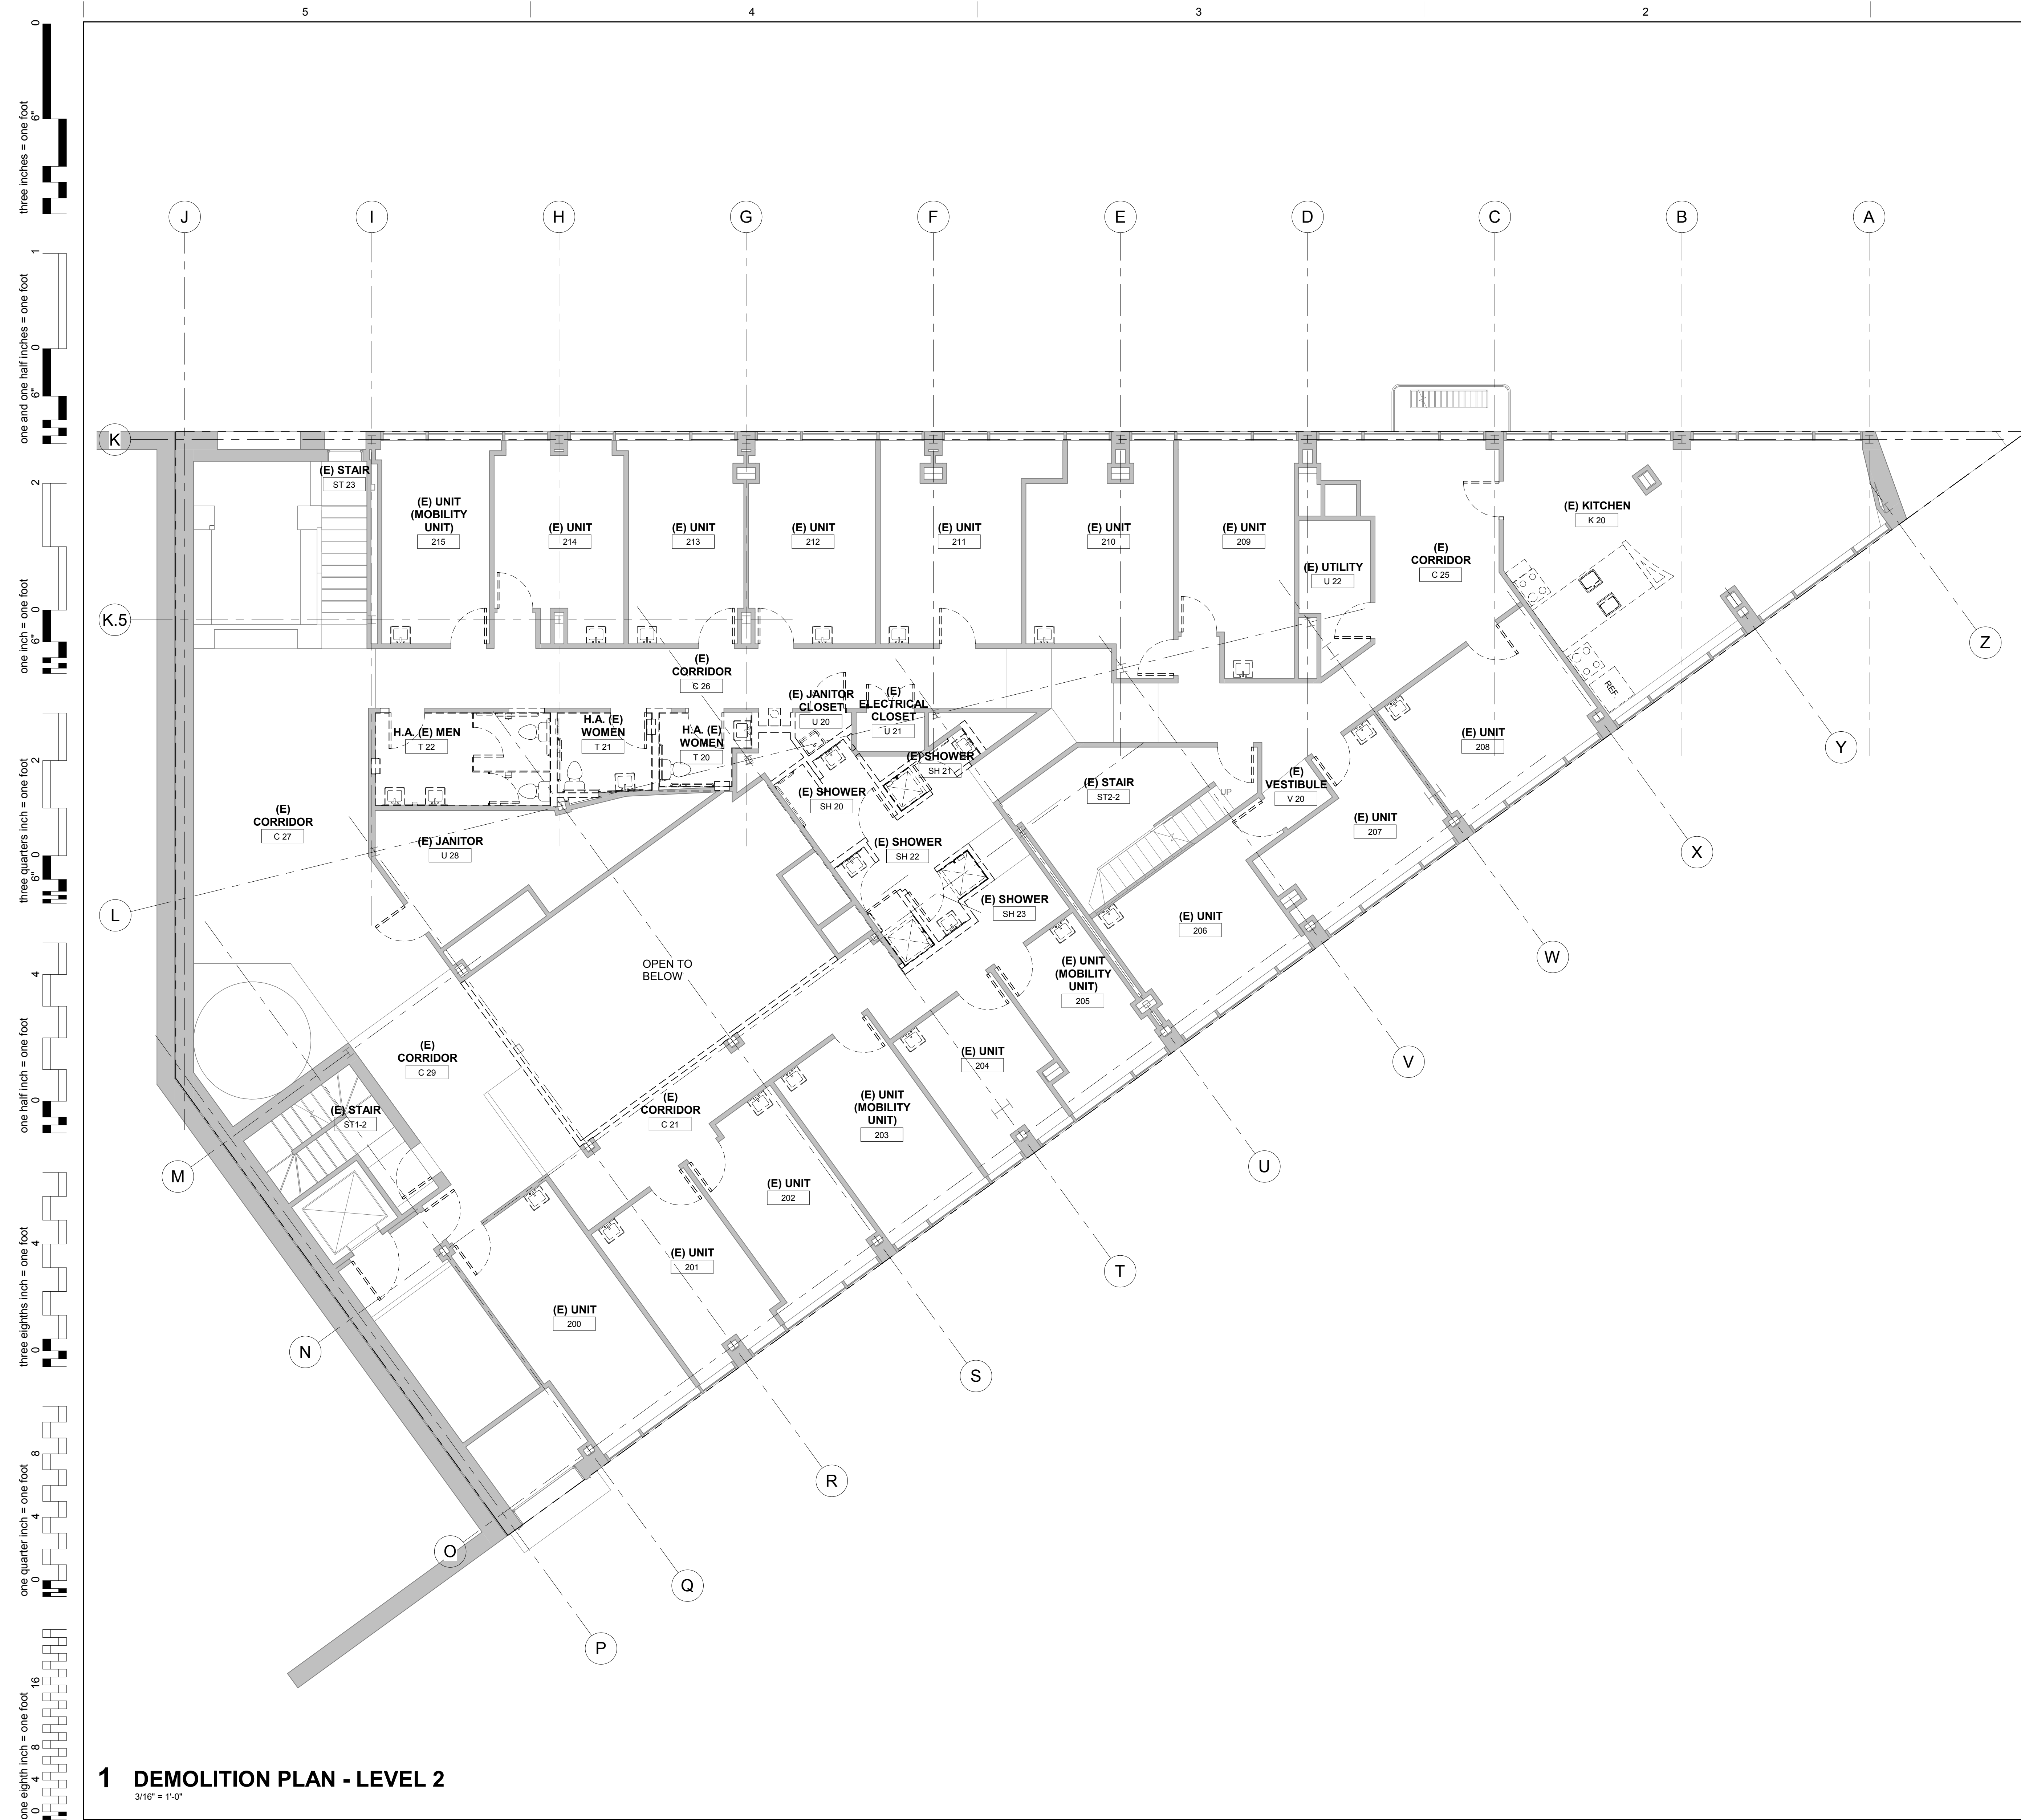 5
4
3
2
three inches = one foot
0
6"
one and one half inches = one foot
1
0
6"
one inch = one foot
2
0
6"
three quarters inch = one foot
2
0
6"
one half inch = one foot
4
0
three eighths inch = one foot
4
0
one quarter inch = one foot
8
4
0
one eighth inch = one foot
16
8
4
0
J
I
H
G
F
E
D
C
B
A
K
K.5
L
M
N
O
P
Q
R
S
T
U
V
W
X
Y
Z
(E) STAIR
ST 23
(E) UNIT
(MOBILITY
UNIT)
215
(E) UNIT
214
(E) UNIT
213
(E) UNIT
212
(E) UNIT
211
(E) UNIT
210
(E) UNIT
209
(E) UTILITY
U 22
(E)
CORRIDOR
C 25
(E) KITCHEN
K 20
REF.
(E)
CORRIDOR
C 26
(E) JANITOR
CLOSET
U 20
(E)
ELECTRICAL
CLOSET
U 21
H.A. (E) MEN
T 22
H.A. (E)
WOMEN
T 21
H.A. (E)
WOMEN
T 20
(E) SHOWER
SH 21
(E) SHOWER
SH 20
(E) SHOWER
SH 22
(E) SHOWER
SH 23
(E) STAIR
ST2-2
UP
(E)
VESTIBULE
V 20
(E) UNIT
208
(E) UNIT
207
(E) UNIT
206
(E) UNIT
(MOBILITY
UNIT)
205
(E) UNIT
204
(E) UNIT
(MOBILITY
UNIT)
203
(E) UNIT
202
(E) UNIT
201
(E) UNIT
200
(E)
CORRIDOR
C 27
(E) JANITOR
U 28
OPEN TO
BELOW
(E)
CORRIDOR
C 29
(E) STAIR
ST1-2
(E)
CORRIDOR
C 21
1 DEMOLITION PLAN - LEVEL 2
3/16" = 1'-0"